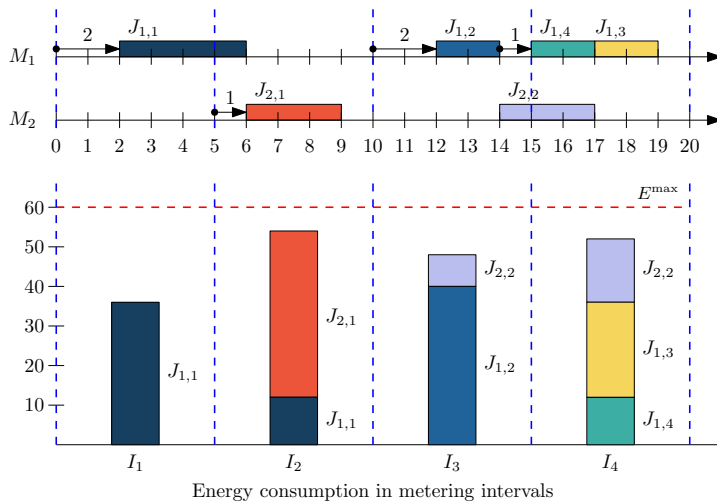 2 J₁,₁ 2 J₁,₂ 1 J₁,₄ J₁,₃
M₁
1 J₂,₁ J₂,₂
M₂
0 1 2 3 4 5 6 7 8 9 10 11 12 13 14 15 16 17 18 19 20
Eᵐᵃˣ
60
50
40
30
20
10
J₁,₁
J₂,₁
J₁,₁
J₂,₂
J₁,₂
J₂,₂
J₁,₃
J₁,₄
I₁ I₂ I₃ I₄
Energy consumption in metering intervals